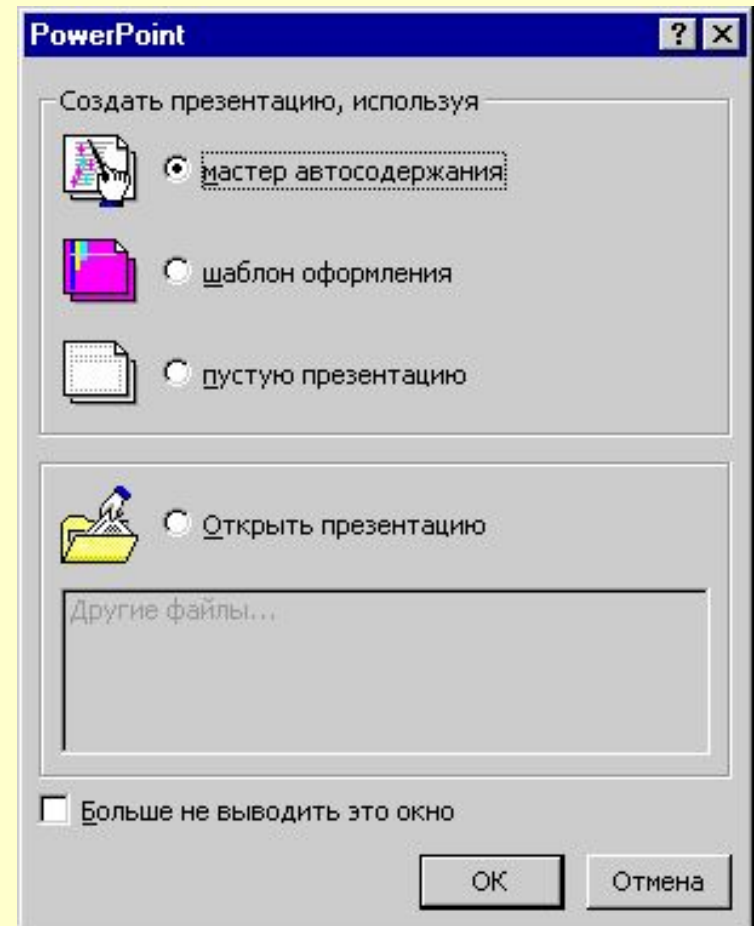 PowerPoint
Создать презентацию, используя
мастер автосодержания
шаблон оформления
пустую презентацию
Открыть презентацию
Другие файлы...
Больше не выводить это окно
ОК Отмена